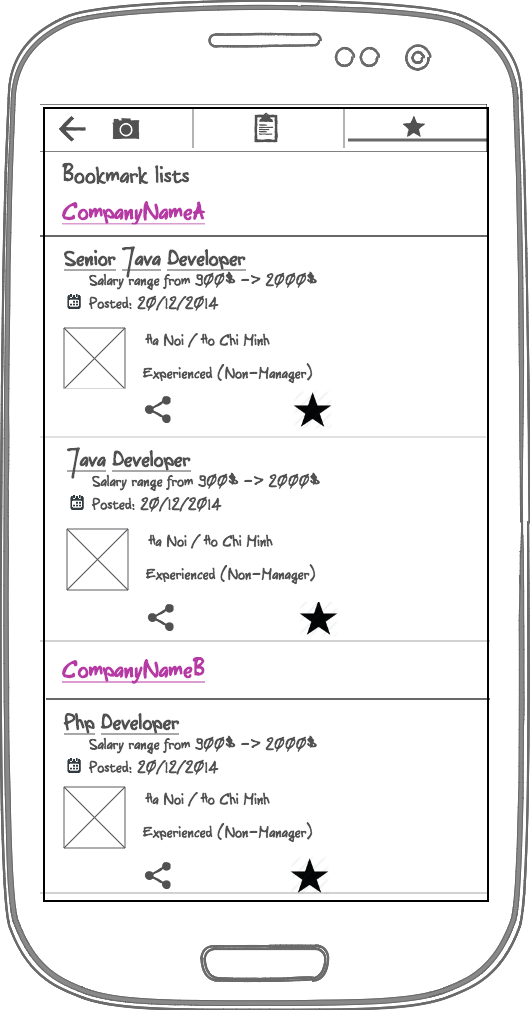 Bookmark lists
CompanyNameA
Senior Java Developer
Salary range from 900$ -> 2000$
Posted: 20/12/2014
Ha Noi / Ho Chi Minh
Experienced (Non-Manager)
Java Developer
Salary range from 900$ -> 2000$
Posted: 20/12/2014
Ha Noi / Ho Chi Minh
Experienced (Non-Manager)
CompanyNameB
Php Developer
Salary range from 900$ -> 2000$
Posted: 20/12/2014
Ha Noi / Ho Chi Minh
Experienced (Non-Manager)